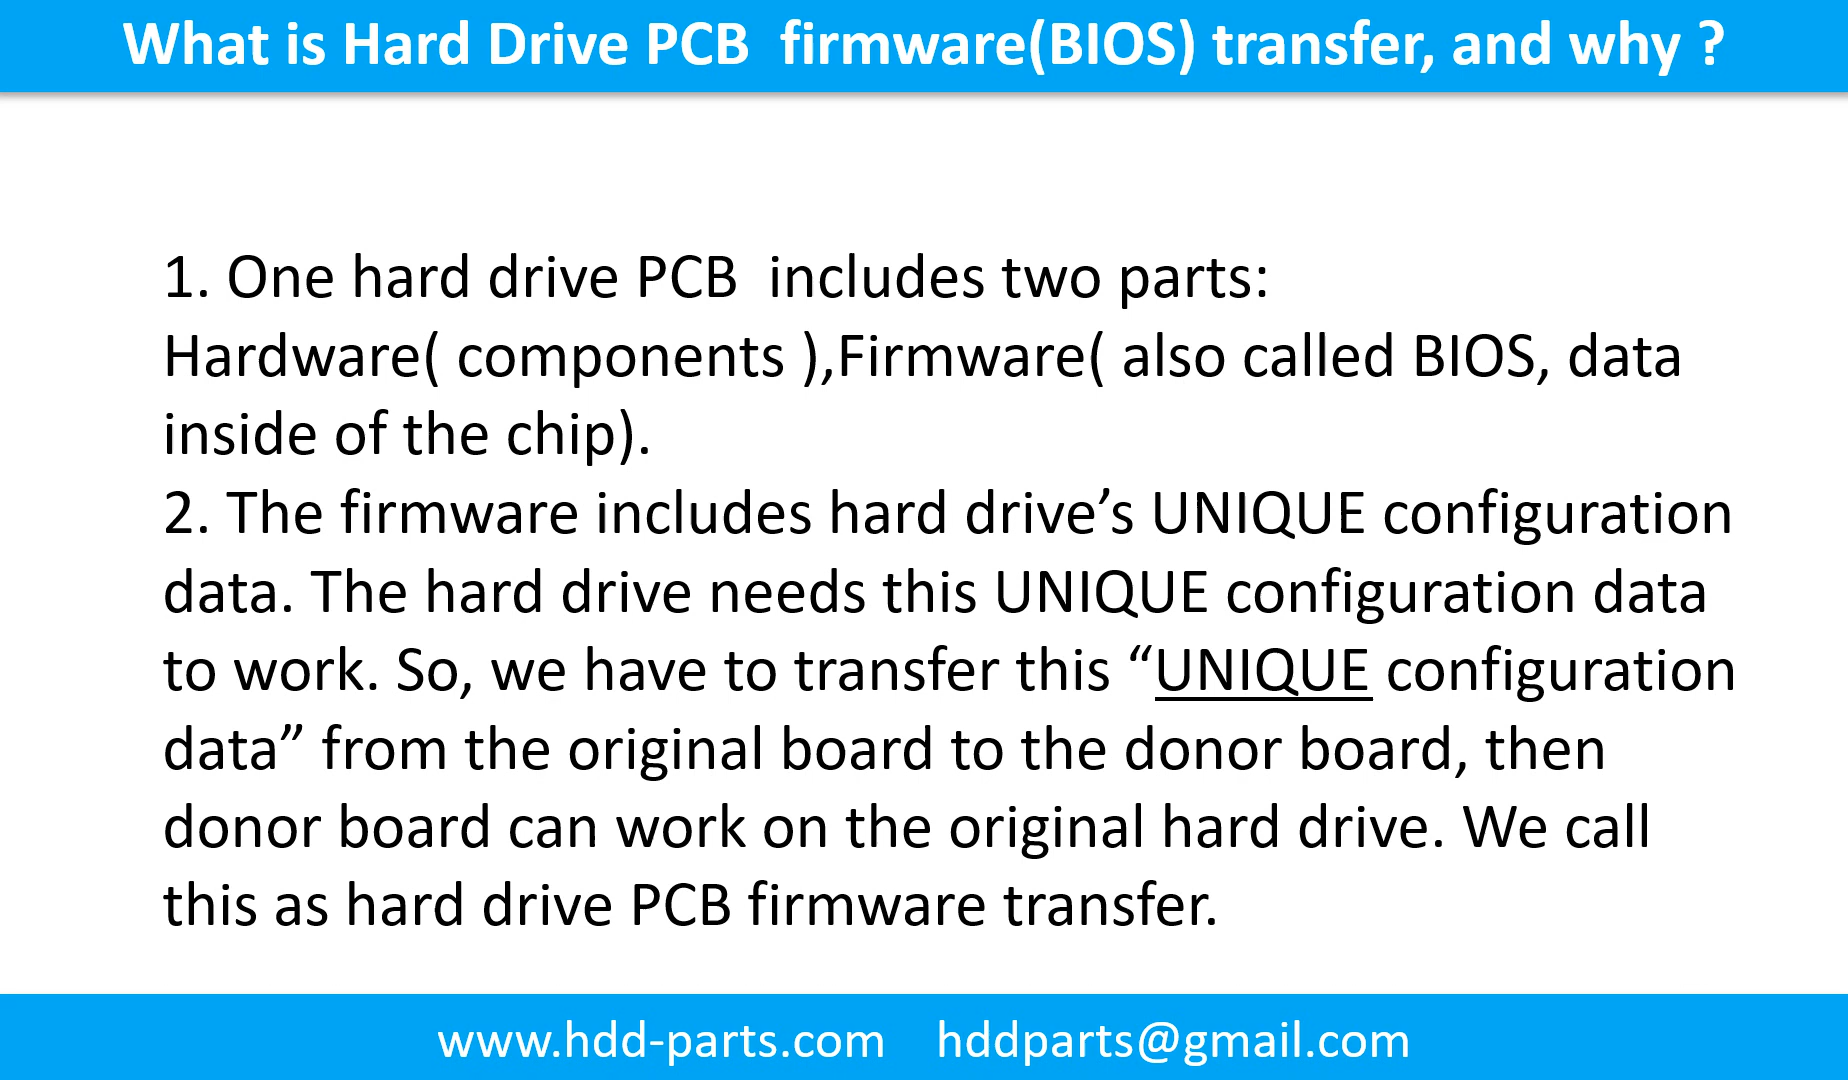 What is Hard Drive PCB  firmware(BIOS) transfer, and why ?
1. One hard drive PCB  includes two parts:
Hardware( components ),Firmware( also called BIOS, data
inside of the chip).
2. The firmware includes hard drive’s UNIQUE configuration
data. The hard drive needs this UNIQUE configuration data
to work. So, we have to transfer this “UNIQUE configuration
data” from the original board to the donor board, then
donor board can work on the original hard drive. We call
this as hard drive PCB firmware transfer.
www.hdd-parts.com    hddparts@gmail.com